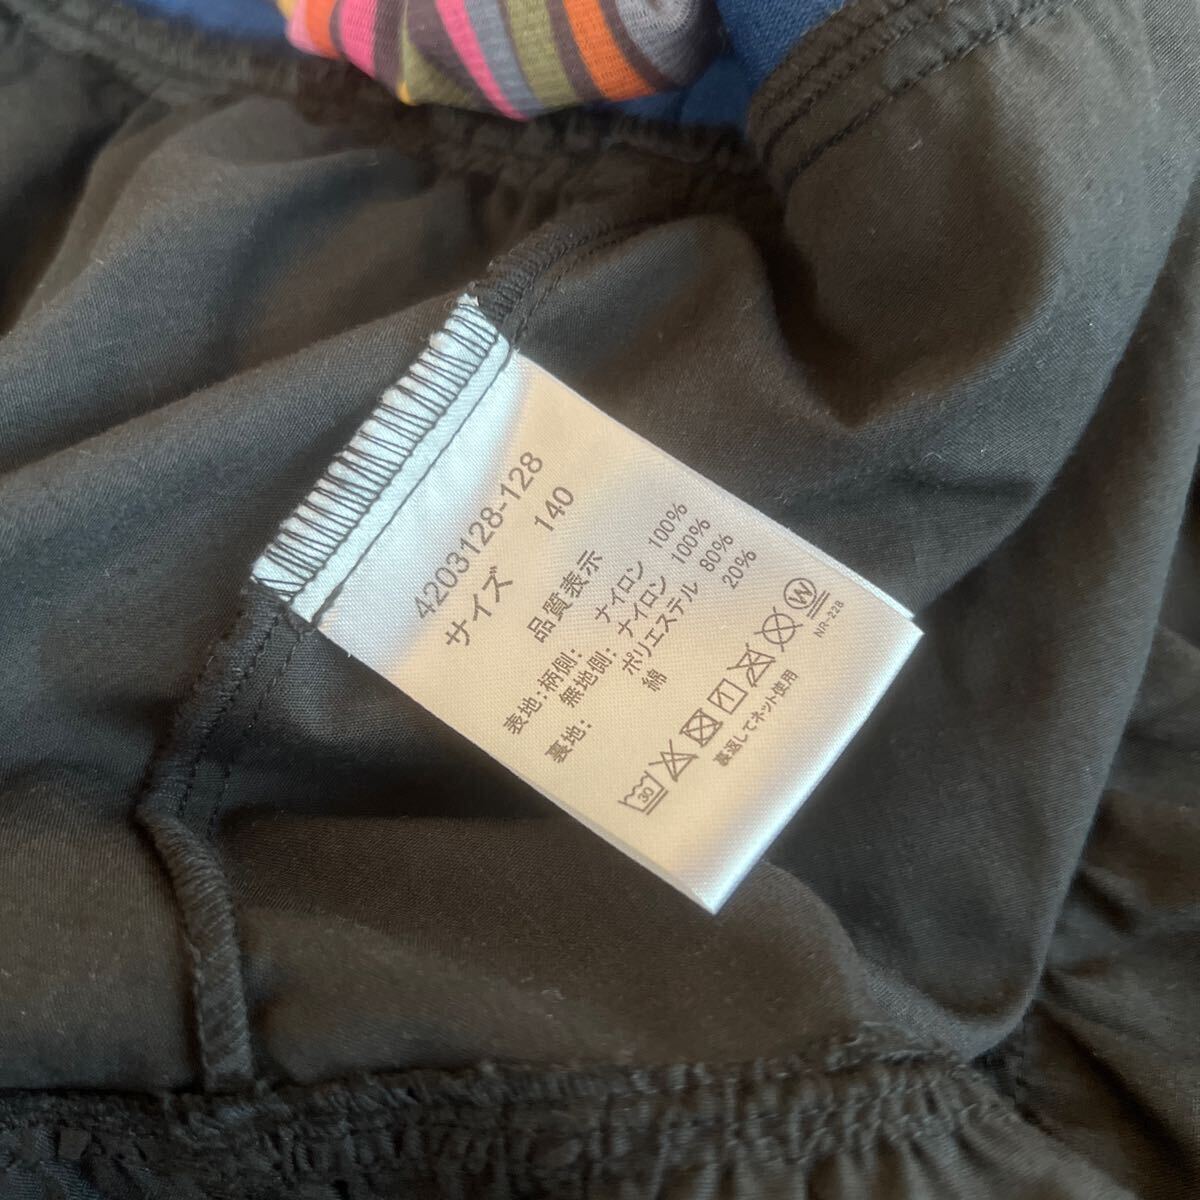 4203128-128
サイズ 140
品質表示
表地:柄側: ナイロン 100%
無地側: ナイロン 100%
裏地: ポリエステル 80%
綿 20%
30 1 W
裏返してネット使用
NR-228